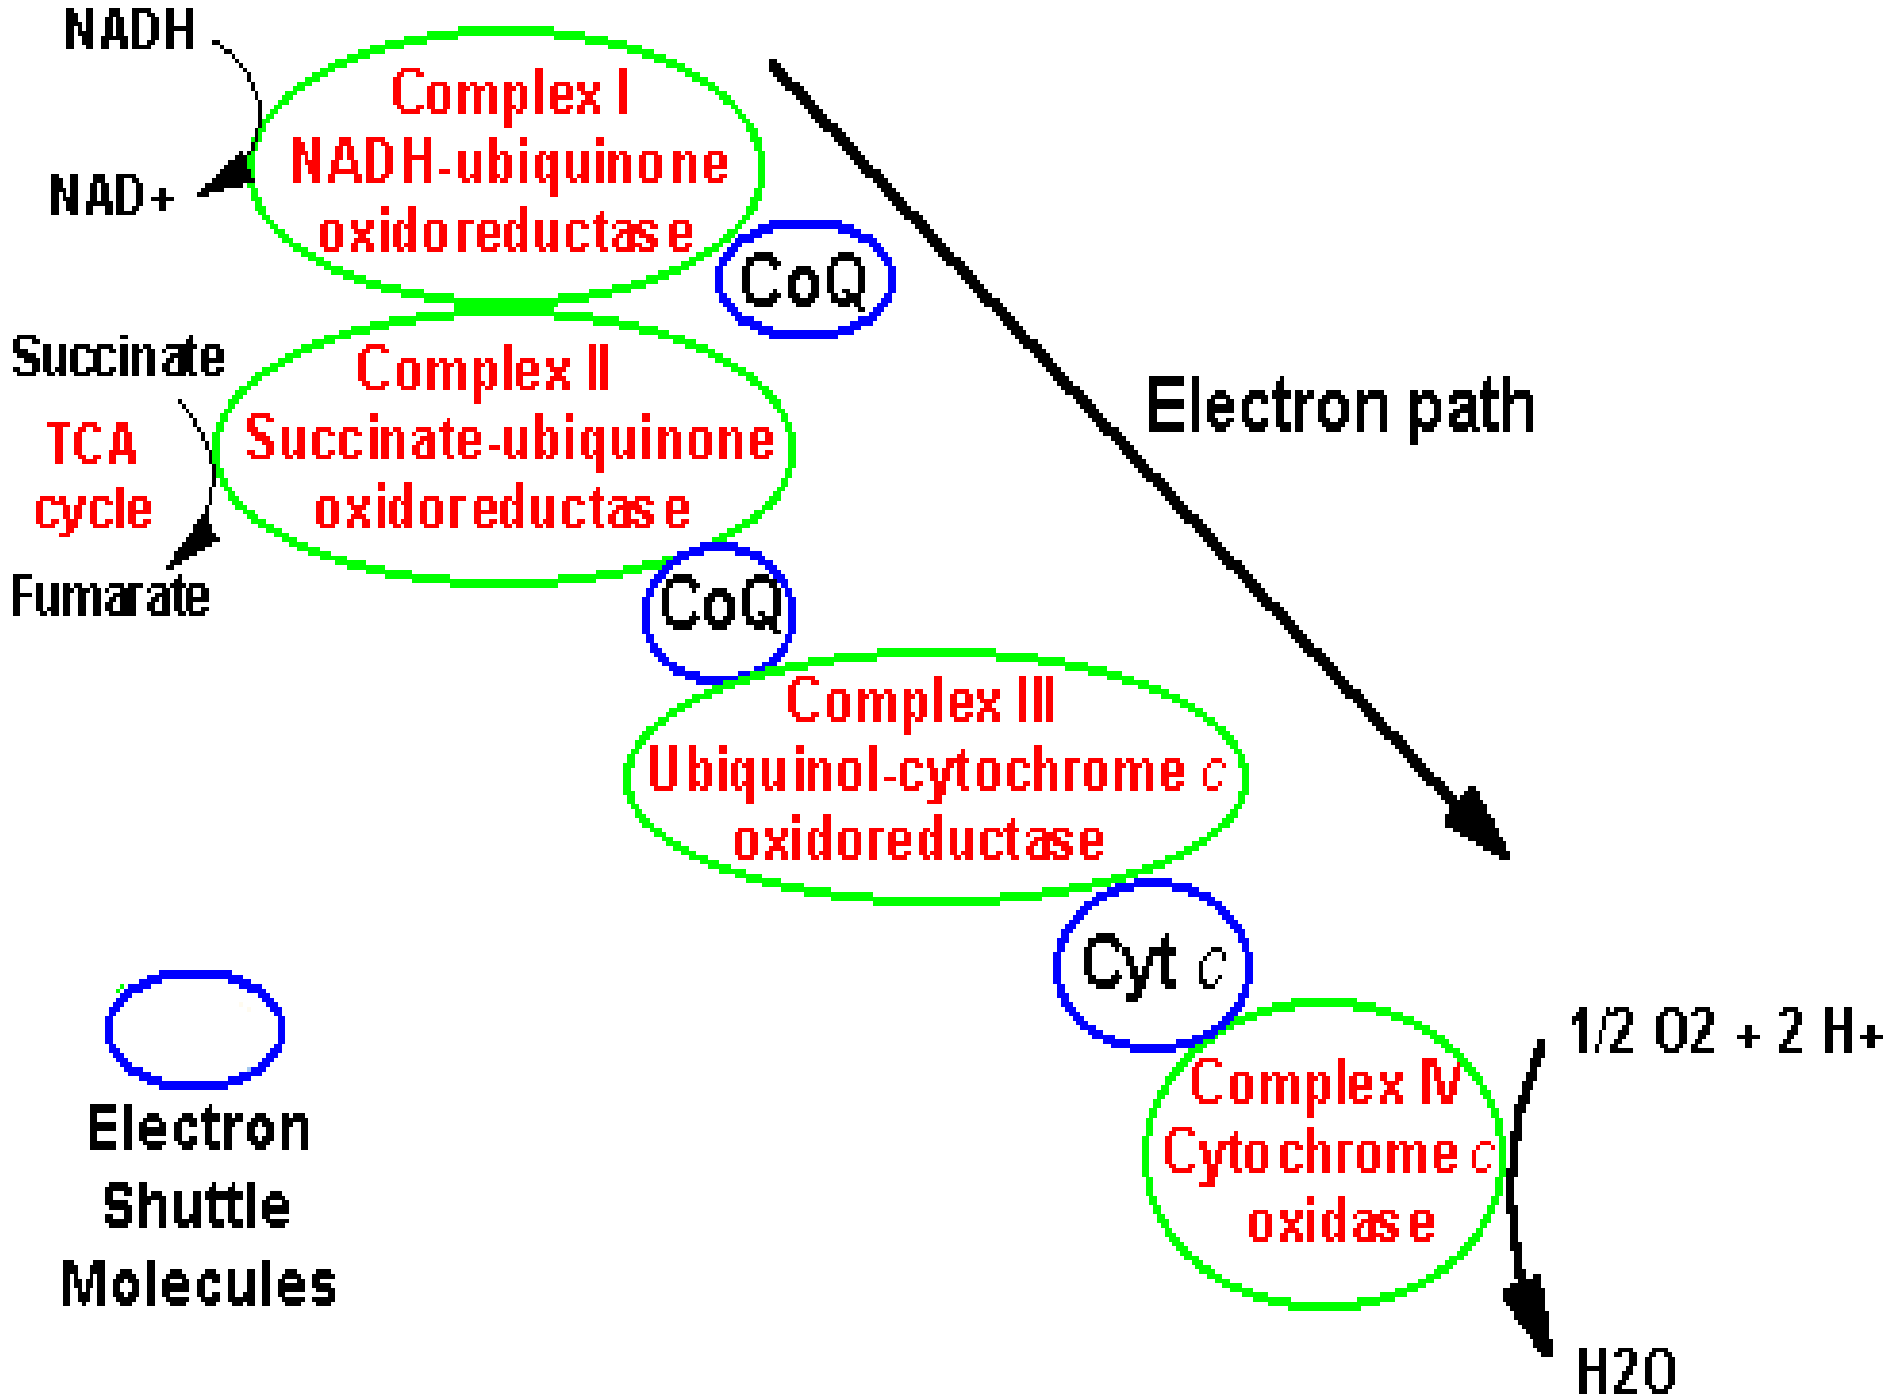 NADH
Complex I
NADH-ubiquinone
oxidoreductase
NAD+
CoQ
Succinate
TCA
cycle
Fumarate
Complex II
Succinate-ubiquinone
oxidoreductase
Electron path
CoQ
Complex III
Ubiquinol-cytochrome c
oxidoreductase
Cyt c
1/2 O2 + 2 H+
Complex IV
Cytochrome c
oxidase
H2O
Electron
Shuttle
Molecules